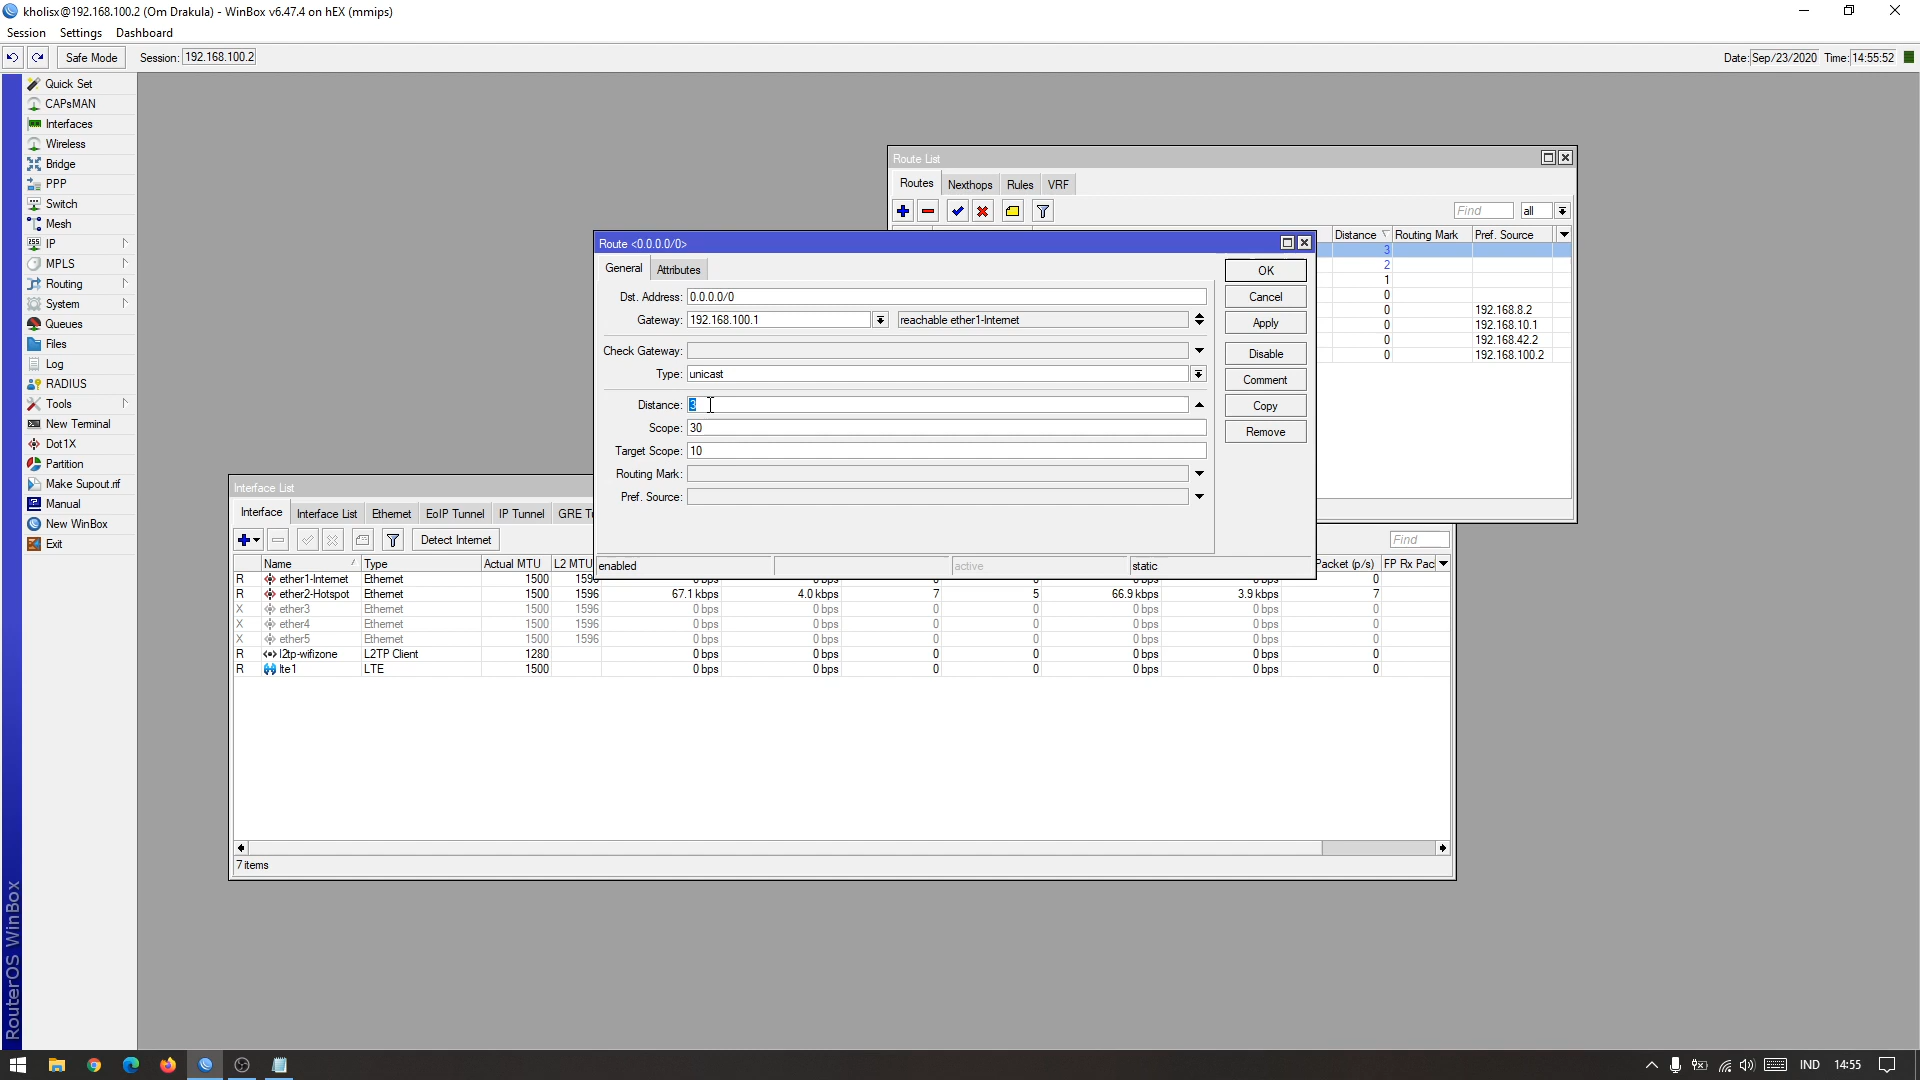 kholisx@192.168.100.2 (Om Drakula) - WinBox v6.47.4 on hEX (mmips)
Session Settings Dashboard
Safe Mode Session: 192.168.100.2 Date: Sep/23/2020 Time: 14:55:52
Quick Set
CAPsMAN
Interfaces
Wireless
Bridge
PPP
Switch
Mesh
IP
MPLS
Routing
System
Queues
Files
Log
RADIUS
Tools
New Terminal
Dot1X
Partition
Make Supout.rif
Manual
New WinBox
Exit
RouterOS WinBox
Route List
Routes Nexthops Rules VRF
Find all
Distance Routing Mark Pref. Source
3
2
1
0
0 192.168.8.2
0 192.168.10.1
0 192.168.42.2
0 192.168.100.2
Route <0.0.0.0/0>
General Attributes
Dst. Address: 0.0.0.0/0
Gateway: 192.168.100.1 reachable ether1-Internet
Check Gateway:
Type: unicast
Distance: 3
Scope: 30
Target Scope: 10
Routing Mark:
Pref. Source:
OK
Cancel
Apply
Disable
Comment
Copy
Remove
enabled active static
Interface List
Interface Interface List Ethernet EoIP Tunnel IP Tunnel GRE T
Detect Internet Find
Name Type Actual MTU L2 MTU Packet (p/s) FP Rx Pac
R ether1-Internet Ethernet 1500 1596 0 bps 0 bps 0 0 0 bps 0 bps 0
R ether2-Hotspot Ethernet 1500 1596 67.1 kbps 4.0 kbps 7 5 66.9 kbps 3.9 kbps 7
X ether3 Ethernet 1500 1596 0 bps 0 bps 0 0 0 bps 0 bps 0
X ether4 Ethernet 1500 1596 0 bps 0 bps 0 0 0 bps 0 bps 0
X ether5 Ethernet 1500 1596 0 bps 0 bps 0 0 0 bps 0 bps 0
R l2tp-wifizone L2TP Client 1280 0 bps 0 bps 0 0 0 bps 0 bps 0
R lte1 LTE 1500 0 bps 0 bps 0 0 0 bps 0 bps 0
7 items
IND 14:55